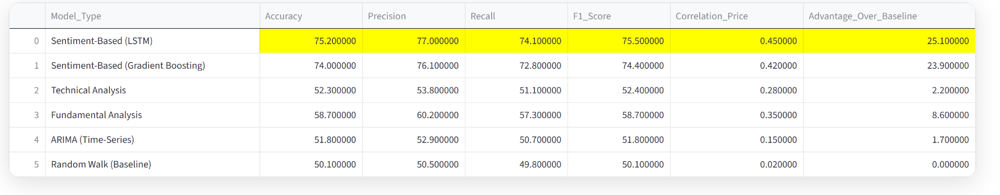 Model_Type Accuracy Precision Recall F1_Score Correlation_Price Advantage_Over_Baseline
0 Sentiment-Based (LSTM) 75.200000 77.000000 74.100000 75.500000 0.450000 25.100000
1 Sentiment-Based (Gradient Boosting) 74.000000 76.100000 72.800000 74.400000 0.420000 23.900000
2 Technical Analysis 52.300000 53.800000 51.100000 52.400000 0.280000 2.200000
3 Fundamental Analysis 58.700000 60.200000 57.300000 58.700000 0.350000 8.600000
4 ARIMA (Time-Series) 51.800000 52.900000 50.700000 51.800000 0.150000 1.700000
5 Random Walk (Baseline) 50.100000 50.500000 49.800000 50.100000 0.020000 0.000000